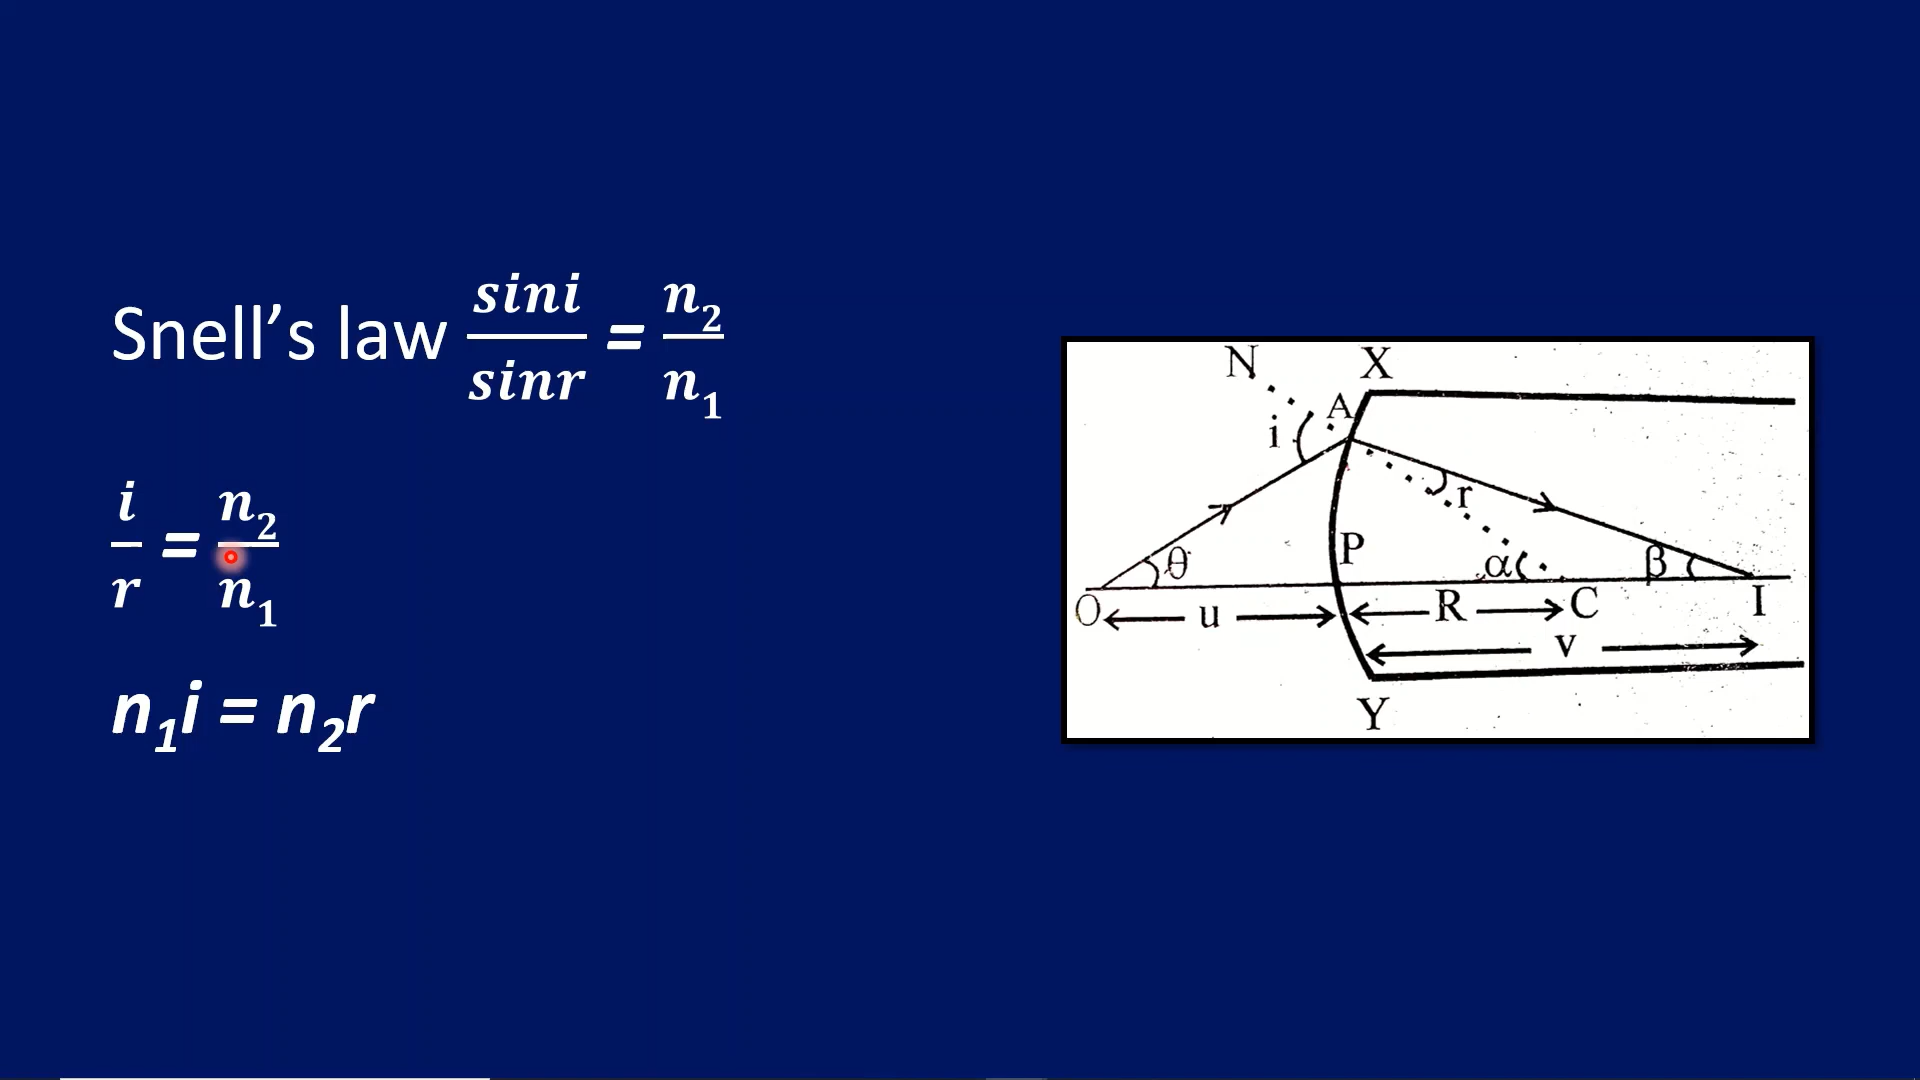 Snell’s law sini/sinr = n₂/n₁
i/r = n₂/n₁
n₁i = n₂r
N X
A
i
r
P
θ α β
O u R C I
v
Y